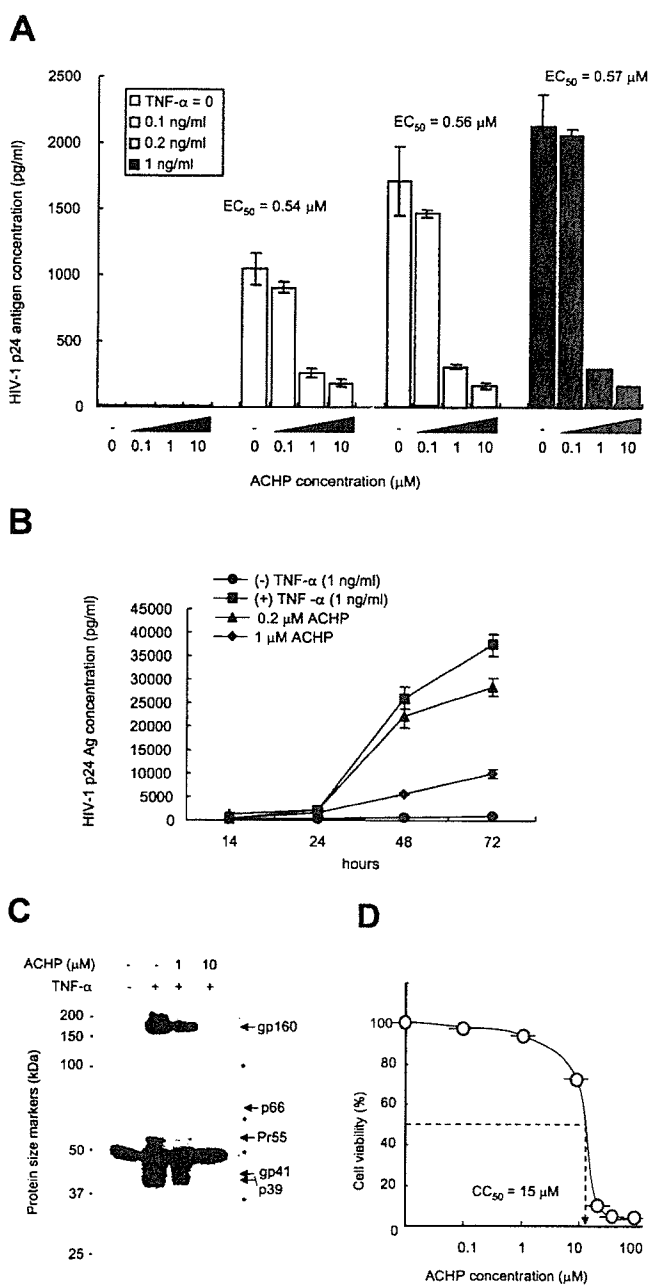 A
HIV-1 p24 antigen concentration (pg/ml)
2500
2000
1500
1000
500
0
TNF-α = 0
0.1 ng/ml
0.2 ng/ml
1 ng/ml
EC50 = 0.54 μM
EC50 = 0.56 μM
EC50 = 0.57 μM
- - - -
0 0.1 1 10 0 0.1 1 10 0 0.1 1 10 0 0.1 1 10
ACHP concentration (μM)
B
(-) TNF-α (1 ng/ml)
(+) TNF -α (1 ng/ml)
0.2 μM ACHP
1 μM ACHP
HIV-1 p24 Ag concentration (pg/ml)
45000
40000
35000
30000
25000
20000
15000
10000
5000
0
14 24 48 72
hours
C
ACHP (μM) - - 1 10
TNF-α - + + +
Protein size markers (kDa)
200 -
150 -
100 -
50 -
37 -
25 -
gp160
p66
Pr55
gp41
p39
D
Cell viability (%)
100
80
60
40
20
0
CC50 = 15 μM
0.1 1 10 100
ACHP concentration (μM)